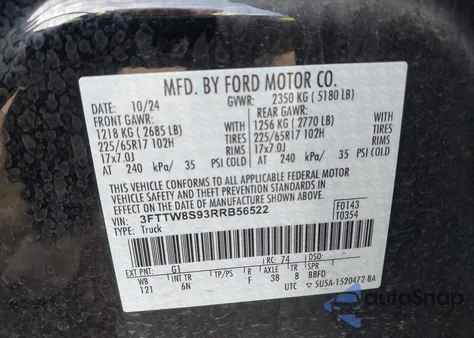 MFD. BY FORD MOTOR CO.
DATE: 10/24 GVWR: 2350 KG (5180 LB)
FRONT GAWR: REAR GAWR:
1218 KG (2685 LB) 1256 KG (2770 LB)
225/65R17 102H TIRES 225/65R17 102H TIRES
17x7.0J RIMS 17x7.0J RIMS
AT 240 kPa/ 35 PSI COLD AT 240 kPa/ 35 PSI COLD
THIS VEHICLE CONFORMS TO ALL APPLICABLE FEDERAL MOTOR
VEHICLE SAFETY AND THEFT PREVENTION STANDARDS IN
EFFECT ON THE DATE OF MANUFACTURE SHOWN ABOVE.
VIN: 3FTTW8S93RRB56522 F0143
TYPE: Truck T0354
EXT PNT: G1 RC: 74 DSO:
WB INT TR TP/PS R AXLE TR SPR
121 6N F 38 8 BBFD
UTC 5U5A-1520472-BA
autoSnap